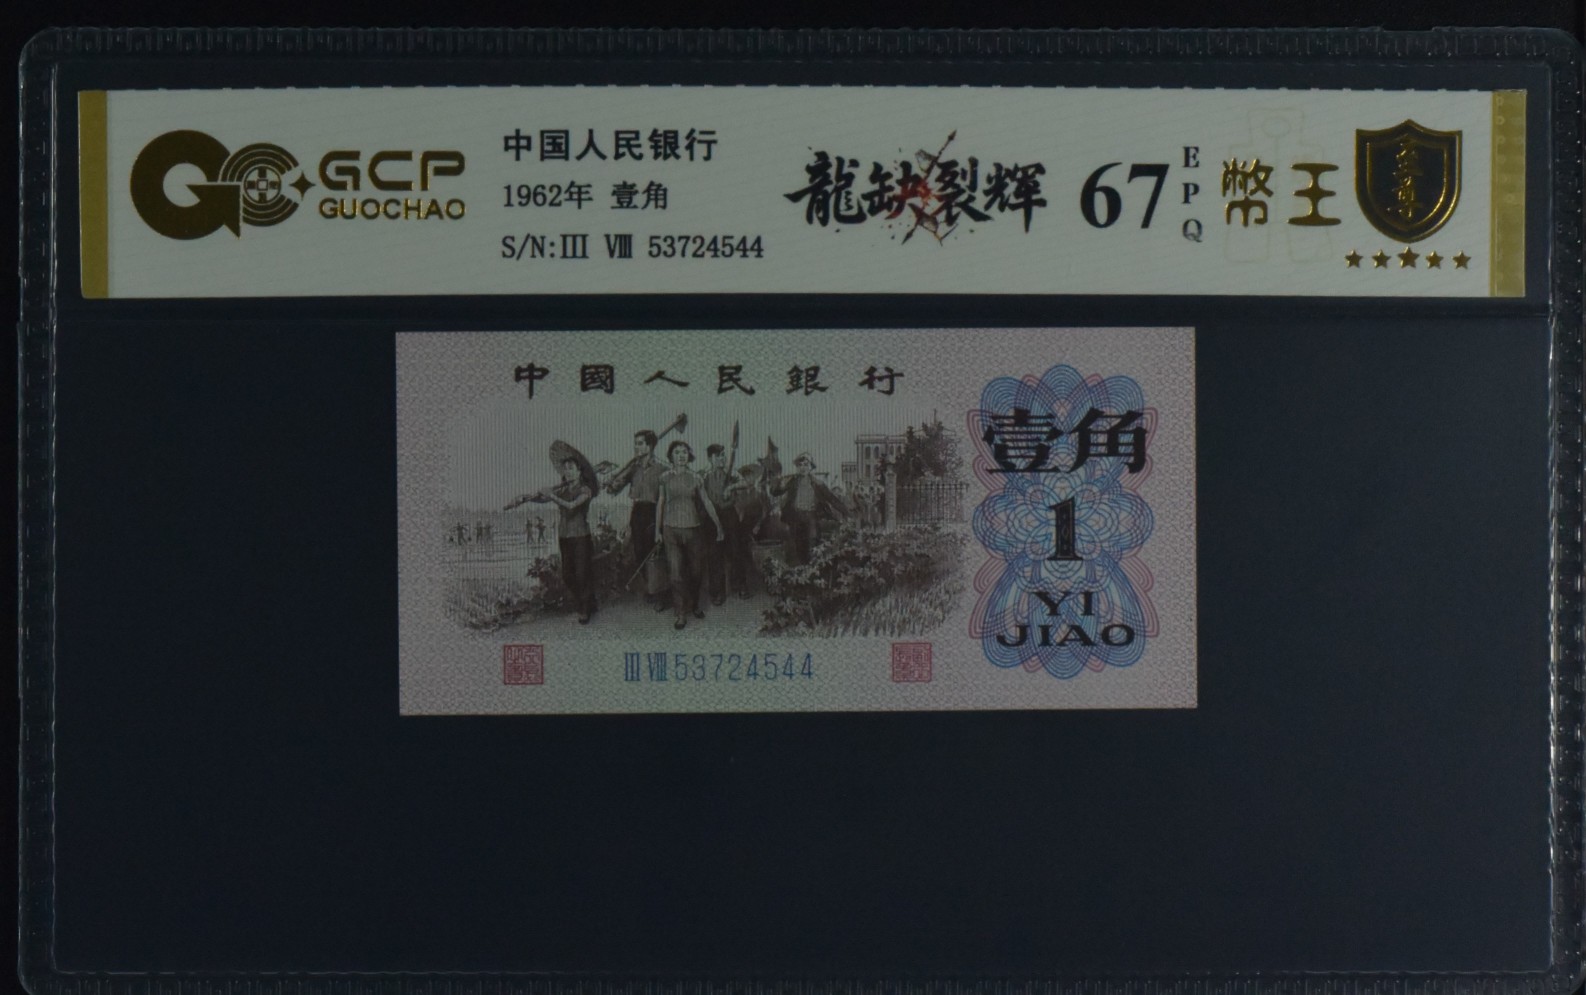 GCP
GUOCHAO
中国人民银行
1962年 壹角
S/N:III VIII 53724544
龍缺裂辉
67
EPQ
幣王
至尊
中國人民銀行
壹角
1
YI
JIAO
III VIII 53724544